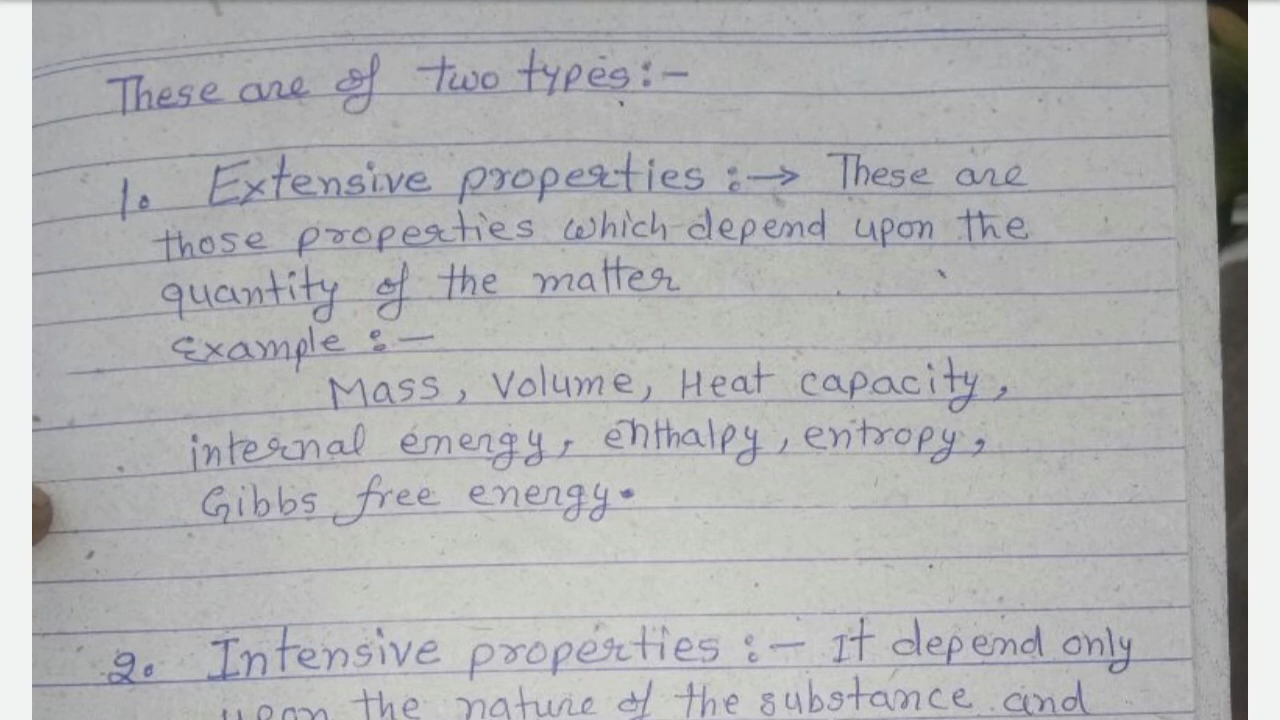 These are of two types:-
1. Extensive properties :→ These are
those properties which depend upon the
quantity of the matter
Example :-
Mass, Volume, Heat capacity,
internal energy, enthalpy, entropy,
Gibbs free energy.
2. Intensive properties :- It depend only
upon the nature of the substance and